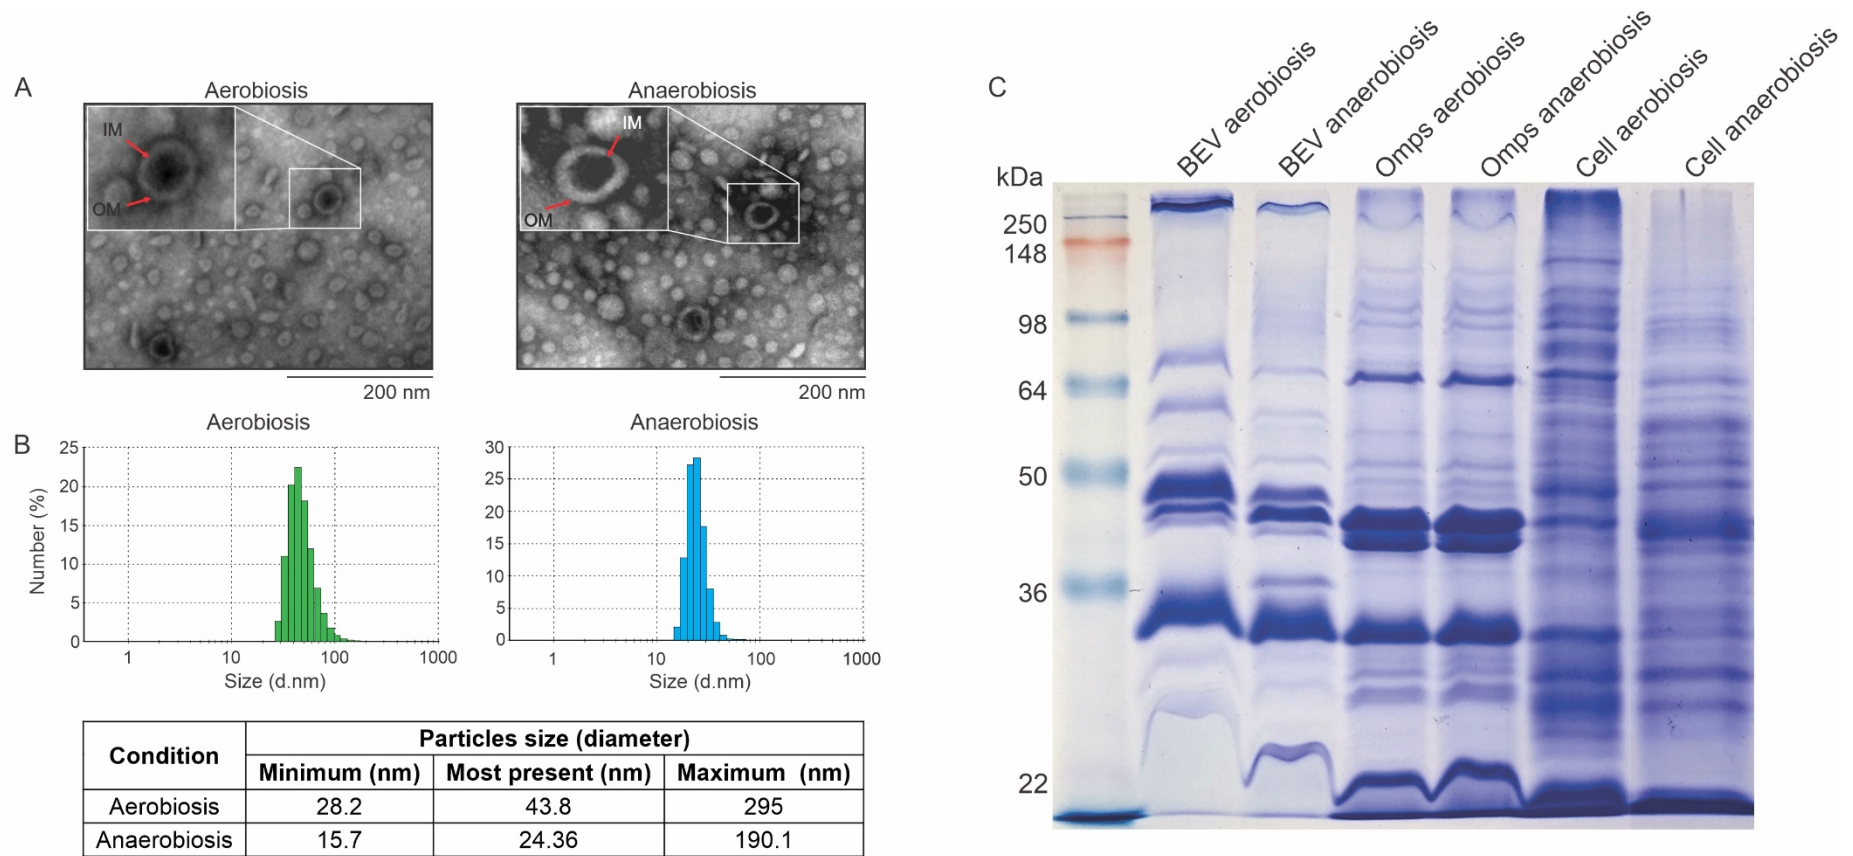 A
Aerobiosis
IM
OM
200 nm
Anaerobiosis
IM
OM
200 nm
B
Aerobiosis
Number (%)
25
20
15
10
5
0
1 10 100 1000
Size (d.nm)
Anaerobiosis
30
25
20
15
10
5
0
1 10 100 1000
Size (d.nm)
Condition
Particles size (diameter)
Minimum (nm) Most present (nm) Maximum (nm)
Aerobiosis 28.2 43.8 295
Anaerobiosis 15.7 24.36 190.1
C
BEV aerobiosis
BEV anaerobiosis
Omps aerobiosis
Omps anaerobiosis
Cell aerobiosis
Cell anaerobiosis
kDa
250
148
98
64
50
36
22